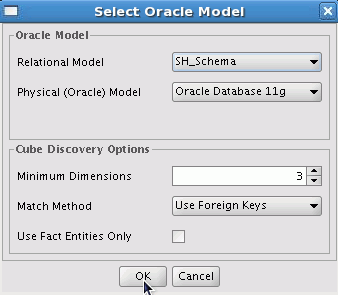 Select Oracle Model
Oracle Model
Relational Model SH_Schema
Physical (Oracle) Model Oracle Database 11g
Cube Discovery Options
Minimum Dimensions 3
Match Method Use Foreign Keys
Use Fact Entities Only
OK Cancel